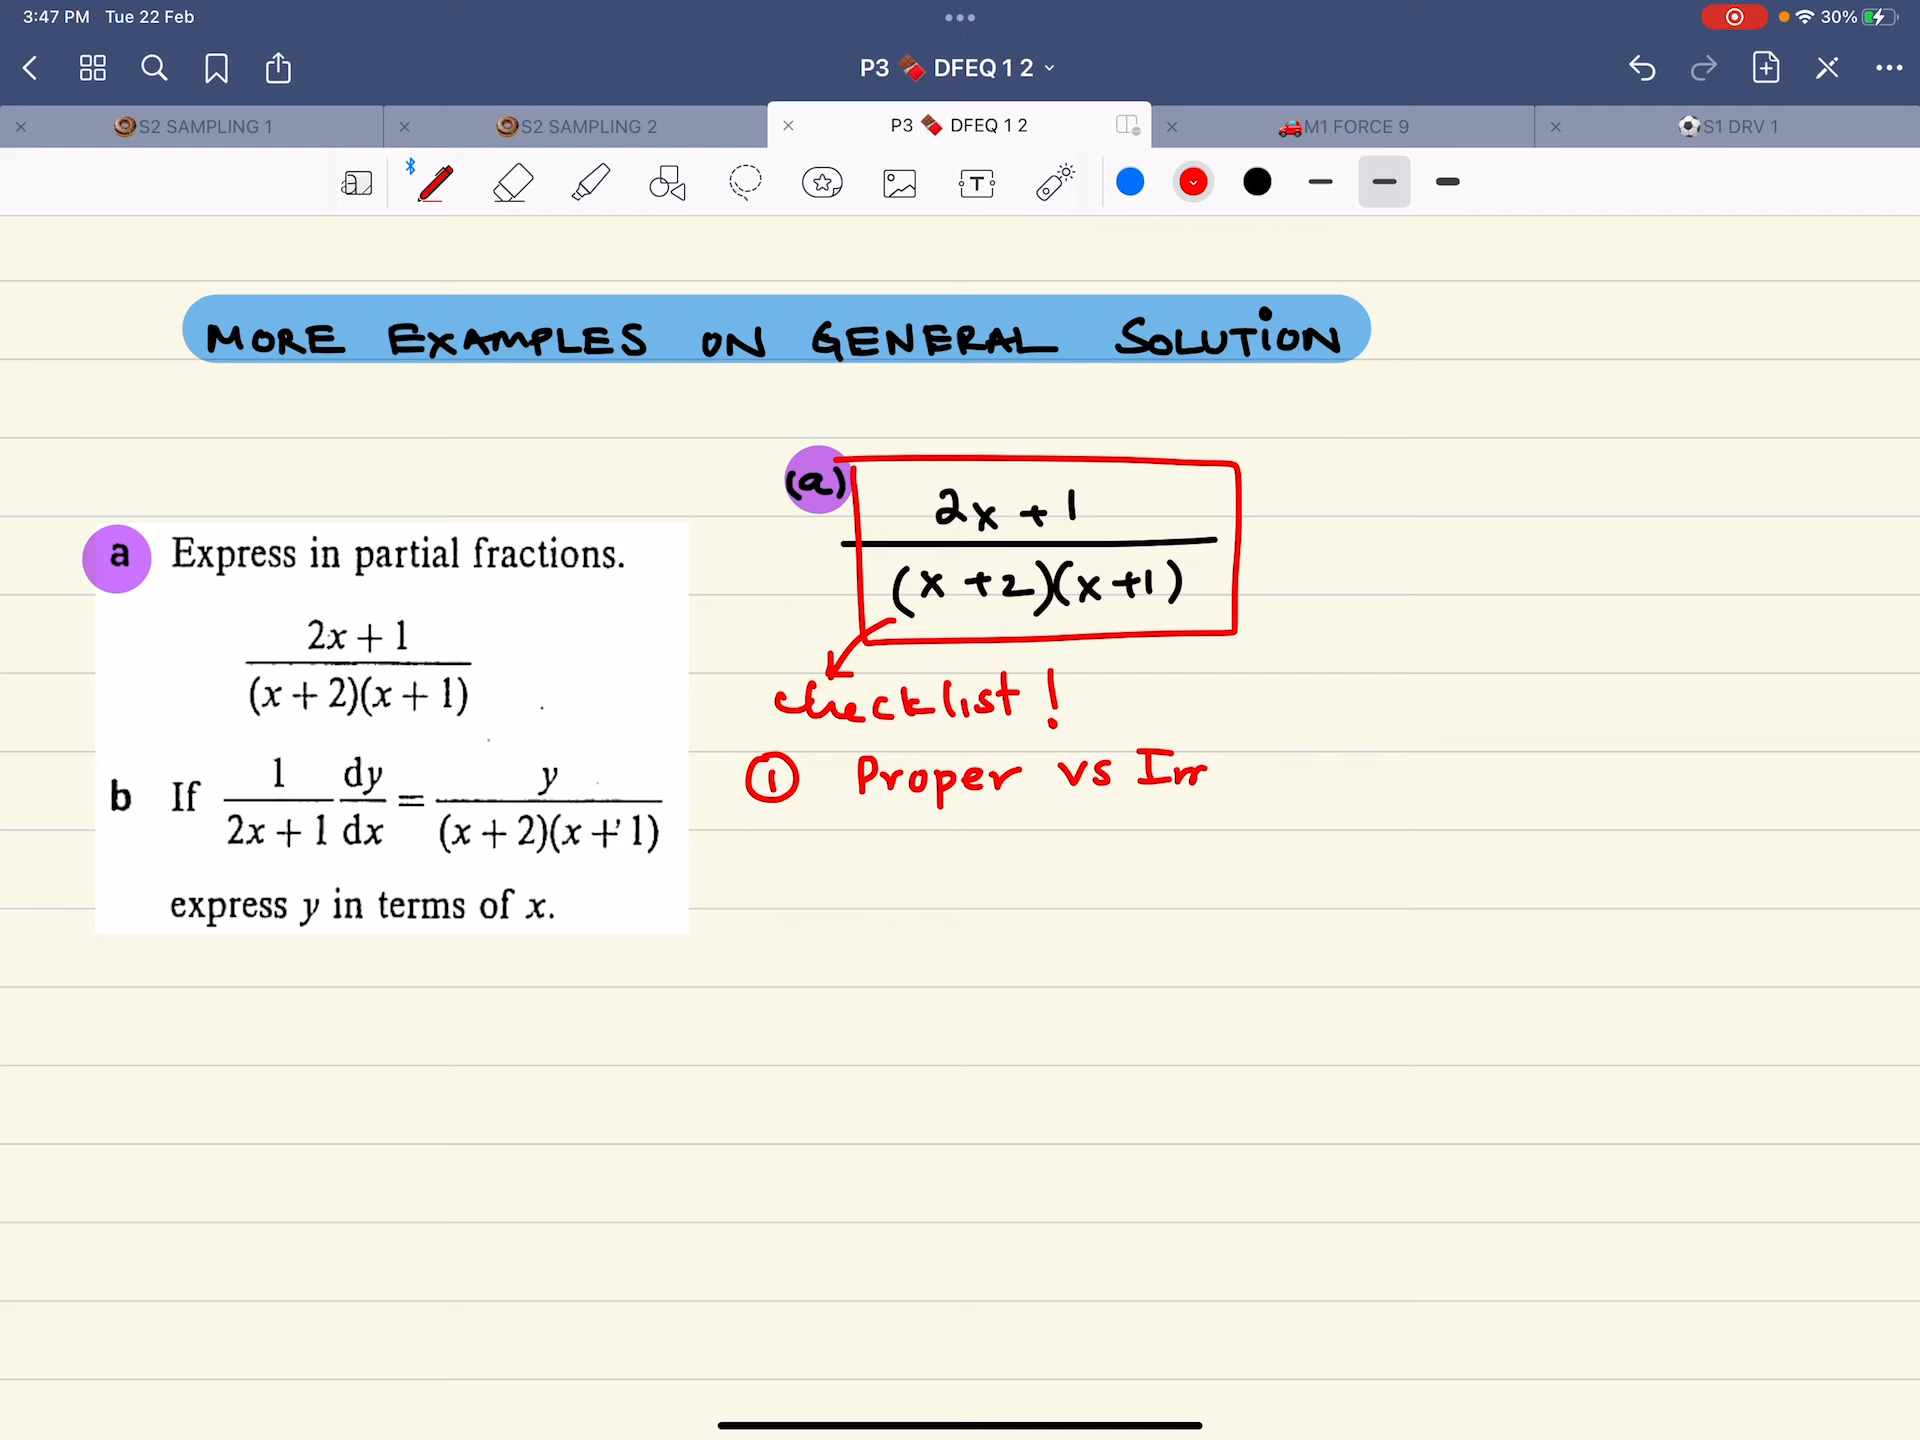 3:47 PM Tue 22 Feb
30%
P3 🍫 DFEQ 1 2
S2 SAMPLING 1
S2 SAMPLING 2
P3 🍫 DFEQ 1 2
M1 FORCE 9
S1 DRV 1
MORE EXAMPLES ON GENERAL SOLUTION
a Express in partial fractions.
2x + 1
(x + 2)(x + 1)
b If 1/(2x + 1) dy/dx = y/((x + 2)(x + 1))
express y in terms of x.
(a) 2x + 1
(x + 2)(x + 1)
checklist !
① Proper vs Im